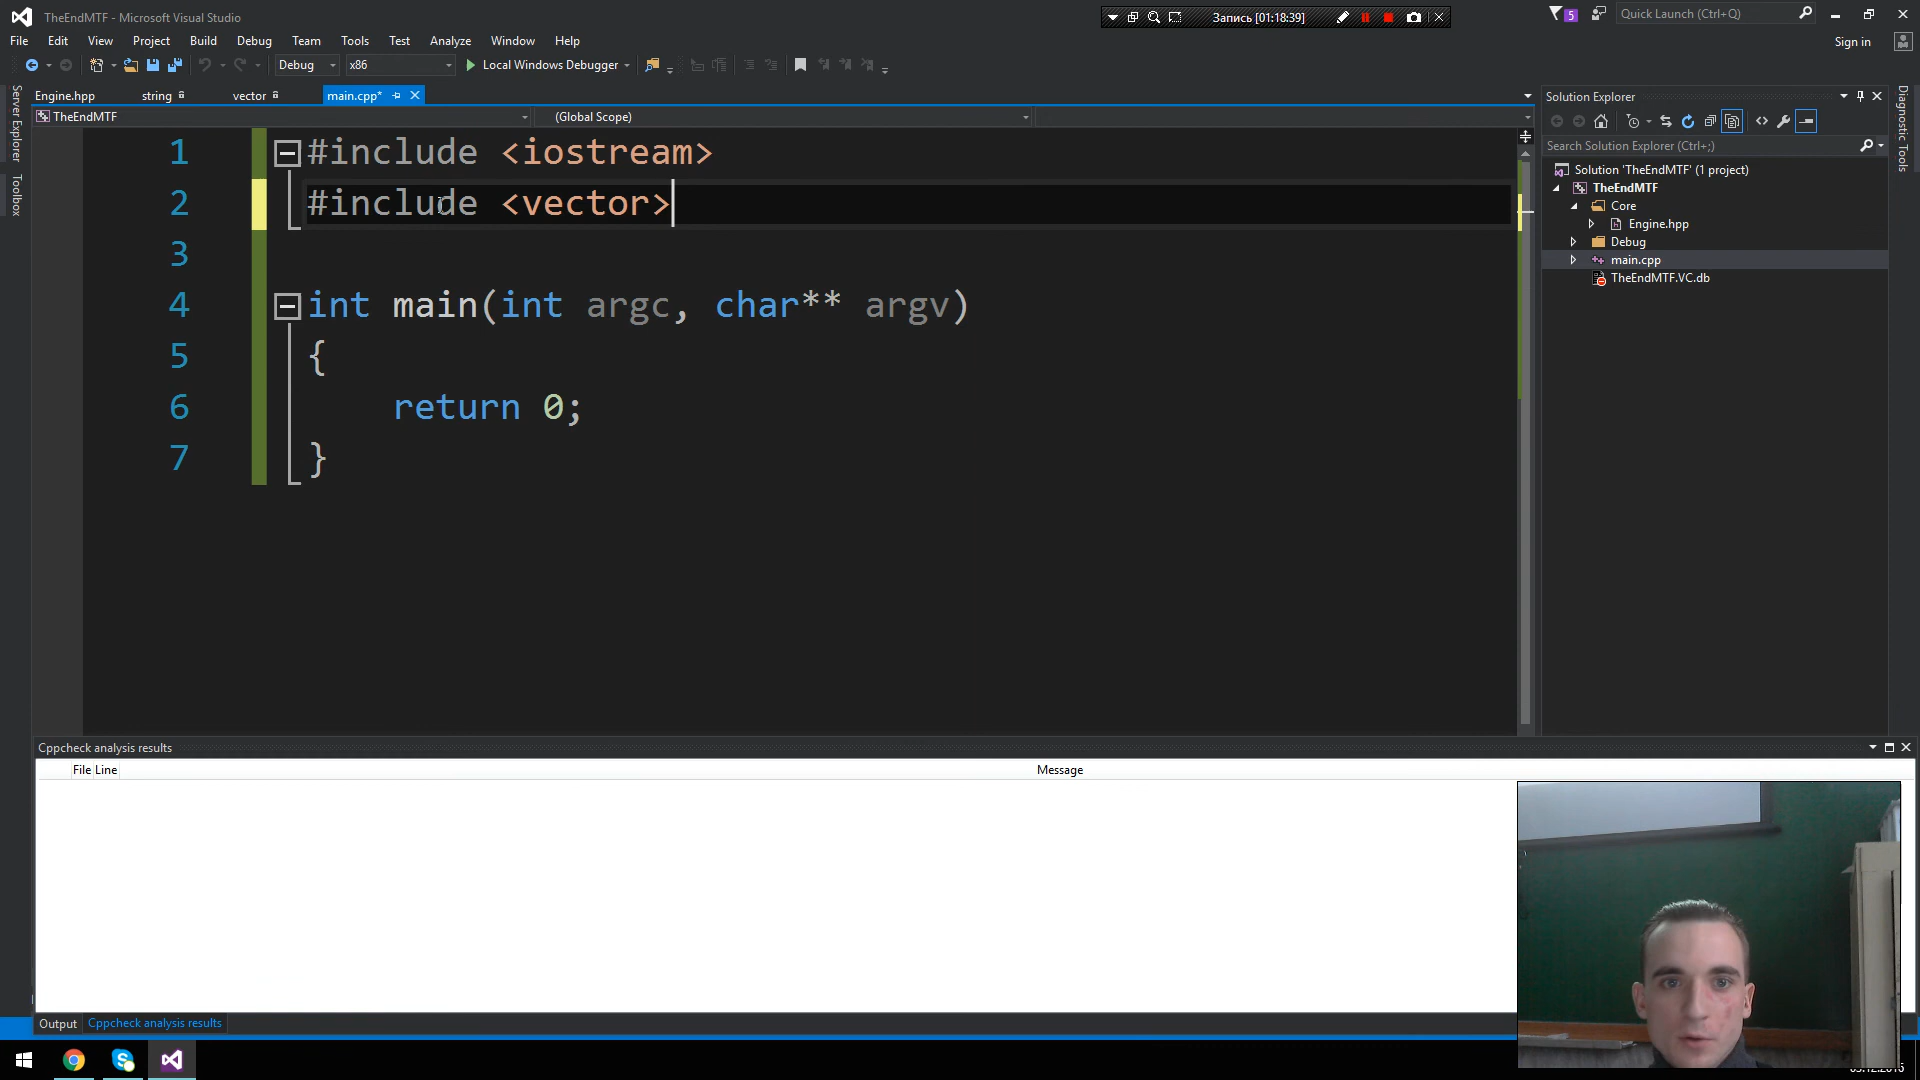 TheEndMTF - Microsoft Visual Studio
Запись [01:18:39]
5
Quick Launch (Ctrl+Q)
File Edit View Project Build Debug Team Tools Test Analyze Window Help
Sign in
Debug x86 Local Windows Debugger
Engine.hpp string vector main.cpp*
TheEndMTF (Global Scope)
Server Explorer
Toolbox
1 #include <iostream>
2 #include <vector>
3
4 int main(int argc, char** argv)
5 {
6 return 0;
7 }
Solution Explorer
Search Solution Explorer (Ctrl+;)
Solution 'TheEndMTF' (1 project)
TheEndMTF
Core
Engine.hpp
Debug
main.cpp
TheEndMTF.VC.db
Diagnostic Tools
Cppcheck analysis results
File Line Message
Output Cppcheck analysis results